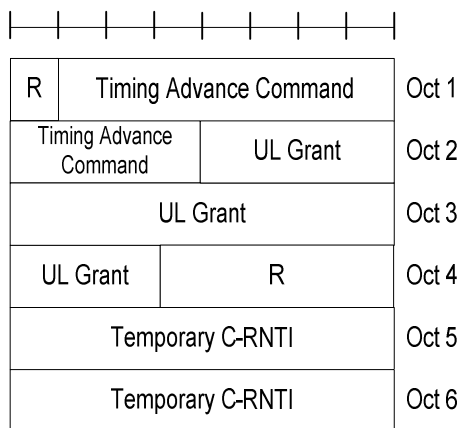 R Timing Advance Command Oct 1
Timing Advance
Command UL Grant Oct 2
UL Grant Oct 3
UL Grant R Oct 4
Temporary C-RNTI Oct 5
Temporary C-RNTI Oct 6